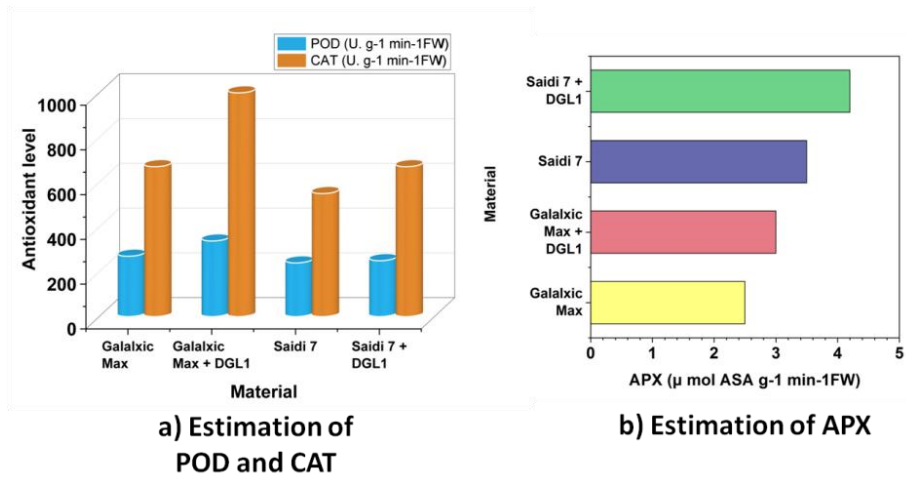 POD (U. g-1 min-1FW)
CAT (U. g-1 min-1FW)
Antioxidant level
1000
800
600
400
200
0
Galalxic
Max
Galalxic
Max + DGL1
Saidi 7
Saidi 7 +
DGL1
Material
a) Estimation of
POD and CAT
Material
Saidi 7 +
DGL1
Saidi 7
Galalxic
Max +
DGL1
Galalxic
Max
0 1 2 3 4 5
APX (μ mol ASA g-1 min-1FW)
b) Estimation of APX